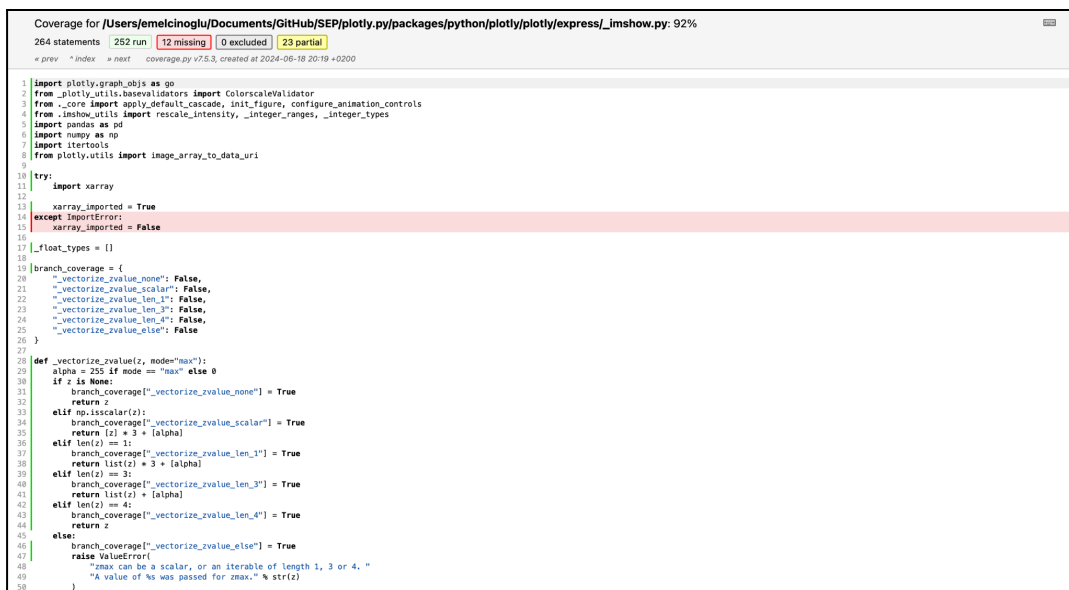 Coverage for /Users/emelcinoglu/Documents/GitHub/SEP/plotly.py/packages/python/plotly/plotly/express/_imshow.py: 92%
264 statements 252 run 12 missing 0 excluded 23 partial
« prev ^ index » next coverage.py v7.5.3, created at 2024-06-18 20:19 +0200
1 import plotly.graph_objs as go
2 from _plotly_utils.basevalidators import ColorscaleValidator
3 from ._core import apply_default_cascade, init_figure, configure_animation_controls
4 from .imshow_utils import rescale_intensity, _integer_ranges, _integer_types
5 import pandas as pd
6 import numpy as np
7 import itertools
8 from plotly.utils import image_array_to_data_uri
9
10 try:
11     import xarray
12
13     xarray_imported = True
14 except ImportError:
15     xarray_imported = False
16
17 _float_types = []
18
19 branch_coverage = {
20     "_vectorize_zvalue_none": False,
21     "_vectorize_zvalue_scalar": False,
22     "_vectorize_zvalue_len_1": False,
23     "_vectorize_zvalue_len_3": False,
24     "_vectorize_zvalue_len_4": False,
25     "_vectorize_zvalue_else": False
26 }
27
28 def _vectorize_zvalue(z, mode="max"):
29     alpha = 255 if mode == "max" else 0
30     if z is None:
31         branch_coverage["_vectorize_zvalue_none"] = True
32         return z
33     elif np.isscalar(z):
34         branch_coverage["_vectorize_zvalue_scalar"] = True
35         return [z] * 3 + [alpha]
36     elif len(z) == 1:
37         branch_coverage["_vectorize_zvalue_len_1"] = True
38         return list(z) * 3 + [alpha]
39     elif len(z) == 3:
40         branch_coverage["_vectorize_zvalue_len_3"] = True
41         return list(z) + [alpha]
42     elif len(z) == 4:
43         branch_coverage["_vectorize_zvalue_len_4"] = True
44         return z
45     else:
46         branch_coverage["_vectorize_zvalue_else"] = True
47         raise ValueError(
48             "zmax can be a scalar, or an iterable of length 1, 3 or 4. "
49             "A value of %s was passed for zmax." % str(z)
50         )